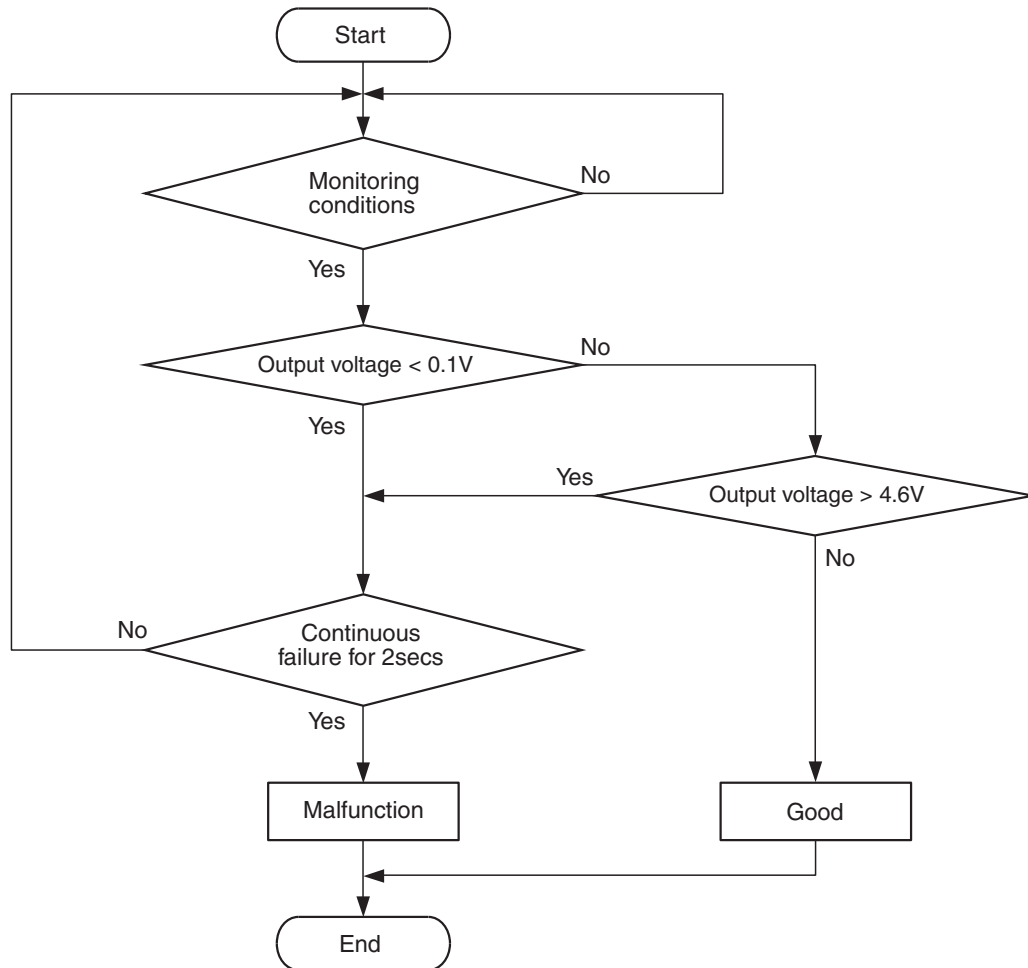 Start
Monitoring
conditions
No
Yes
Output voltage < 0.1V
No
Yes
Yes
Output voltage > 4.6V
No
Continuous
failure for 2secs
No
Yes
Malfunction
Good
End